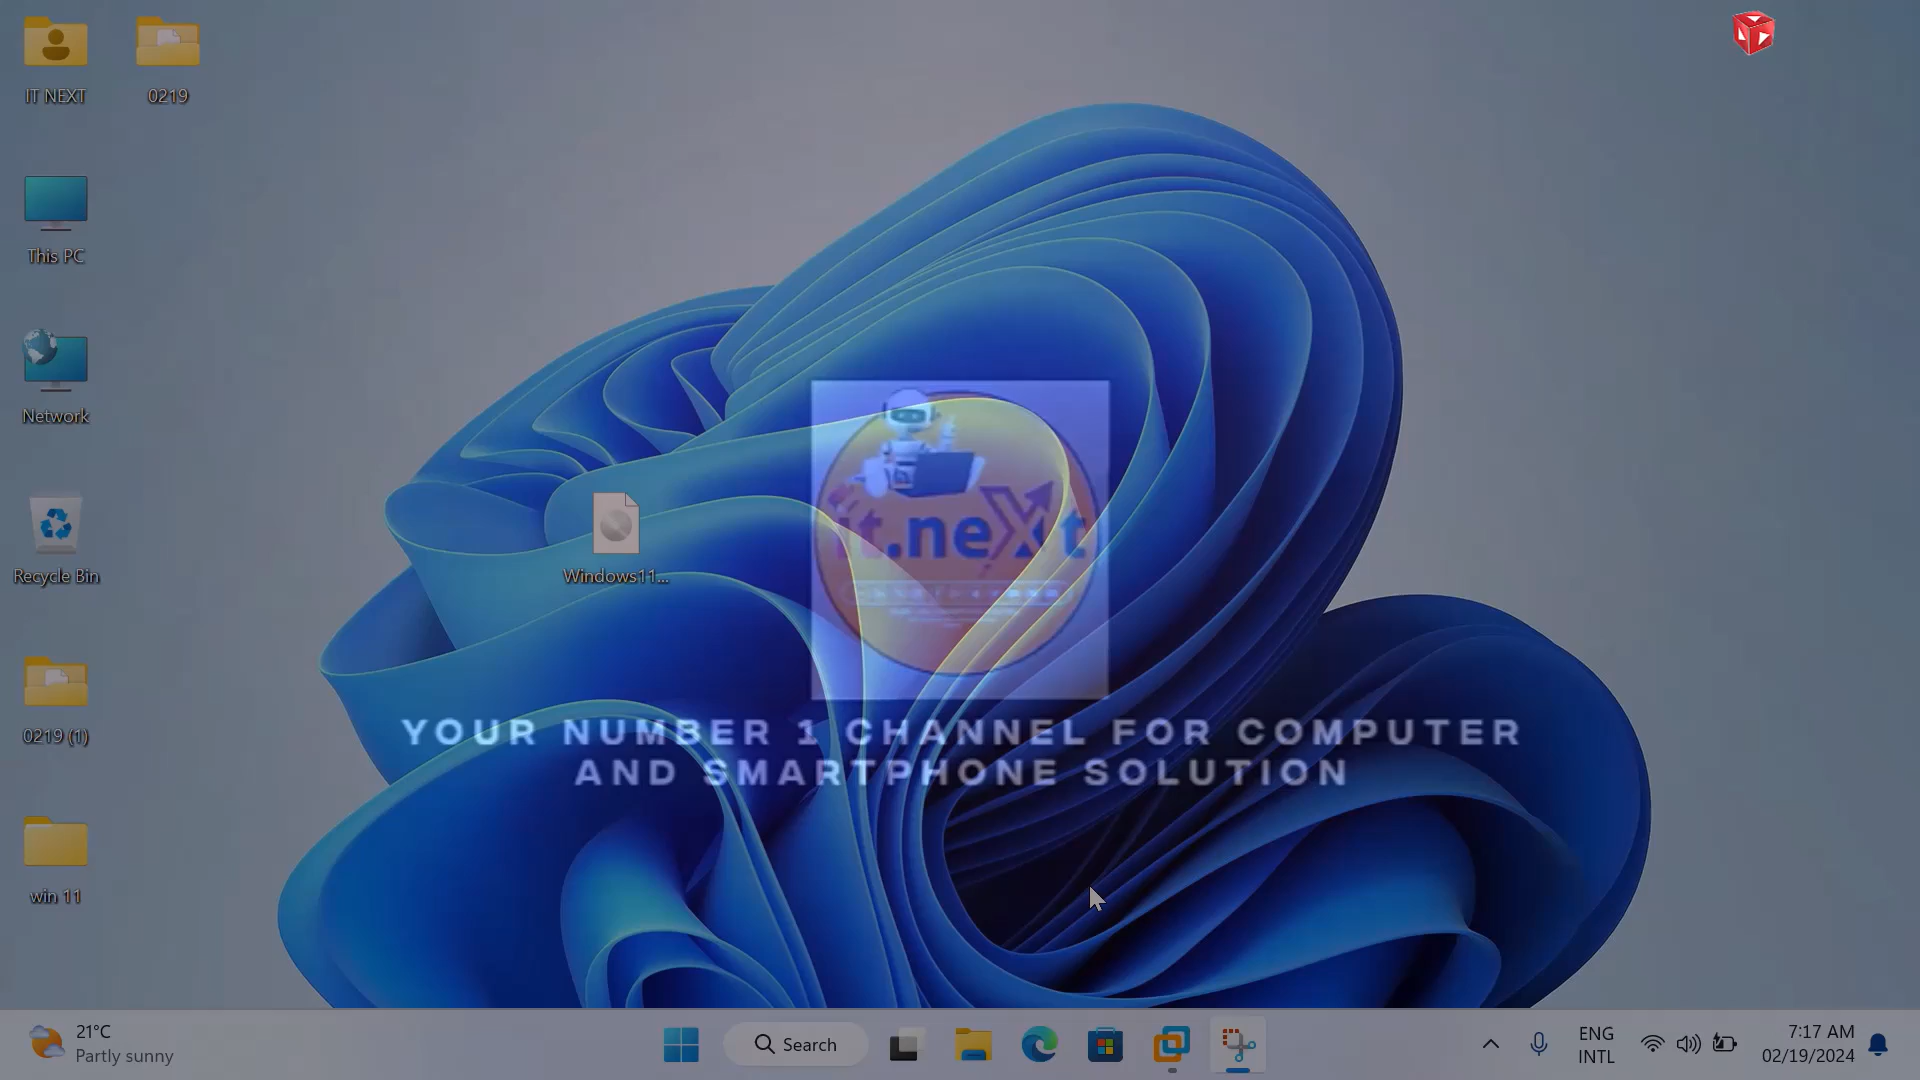 IT NEXT
0219
This PC
Network
Recycle Bin
0219 (1)
win 11
Windows11...
it.neXt
YOUR NUMBER 1 CHANNEL FOR COMPUTER
AND SMARTPHONE SOLUTION
21°C
Partly sunny
Search
ENG
INTL
7:17 AM
02/19/2024